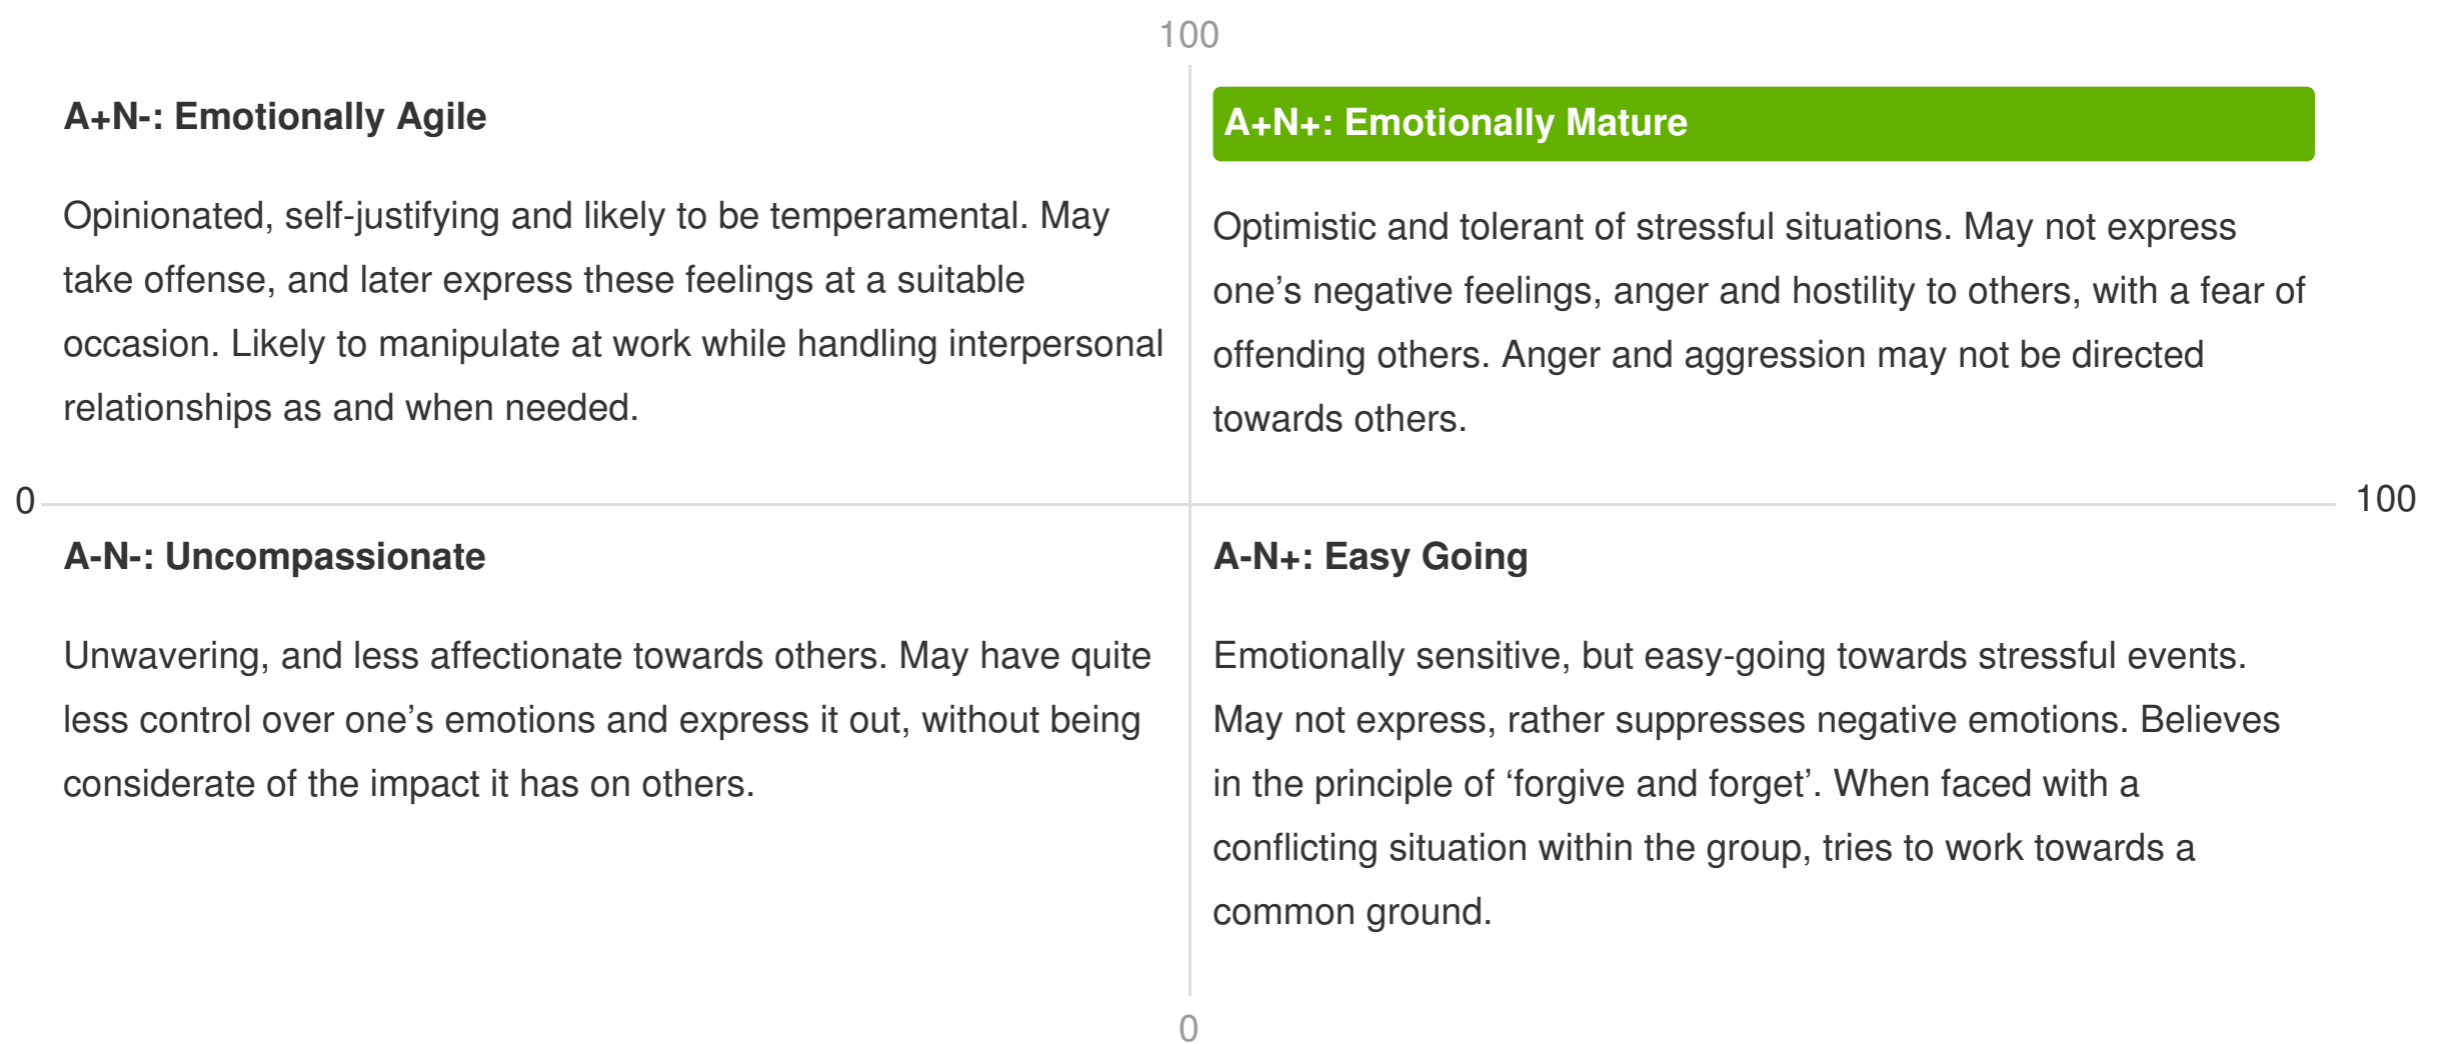 100
A+N-: Emotionally Agile
Opinionated, self-justifying and likely to be temperamental. May
take offense, and later express these feelings at a suitable
occasion. Likely to manipulate at work while handling interpersonal
relationships as and when needed.
A+N+: Emotionally Mature
Optimistic and tolerant of stressful situations. May not express
one’s negative feelings, anger and hostility to others, with a fear of
offending others. Anger and aggression may not be directed
towards others.
0
100
A-N-: Uncompassionate
Unwavering, and less affectionate towards others. May have quite
less control over one’s emotions and express it out, without being
considerate of the impact it has on others.
A-N+: Easy Going
Emotionally sensitive, but easy-going towards stressful events.
May not express, rather suppresses negative emotions. Believes
in the principle of ‘forgive and forget’. When faced with a
conflicting situation within the group, tries to work towards a
common ground.
0